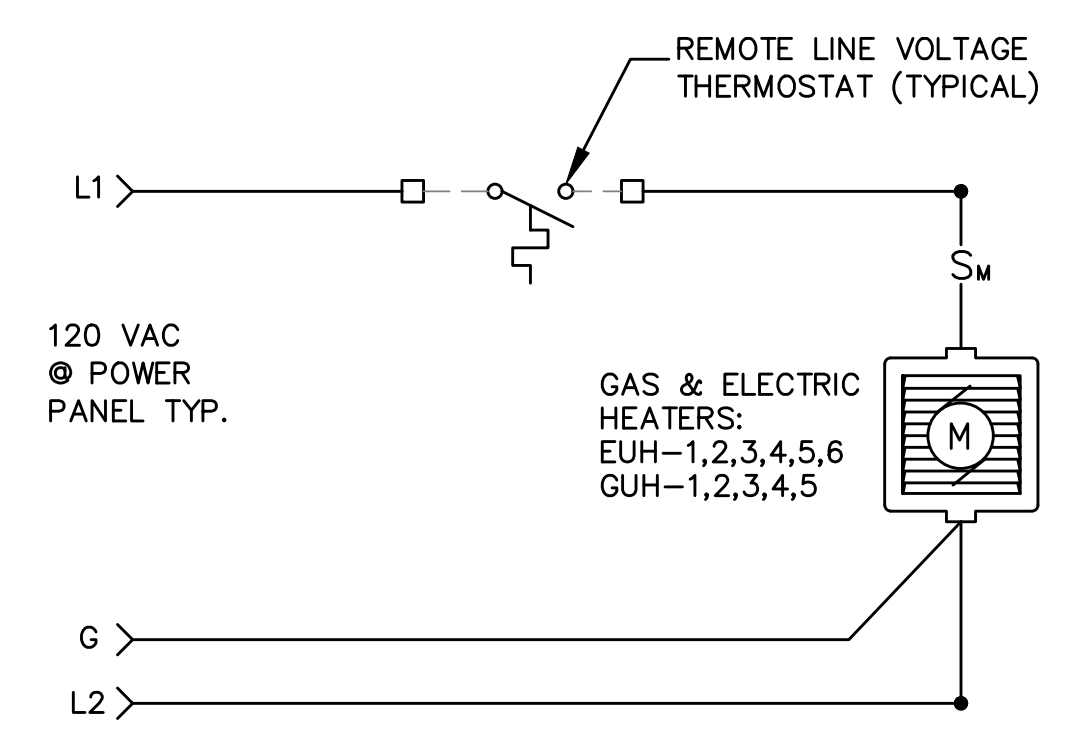 REMOTE LINE VOLTAGE
THERMOSTAT (TYPICAL)
L1
SM
120 VAC
@ POWER
PANEL TYP.
GAS & ELECTRIC
HEATERS:
EUH-1,2,3,4,5,6
GUH-1,2,3,4,5
M
G
L2